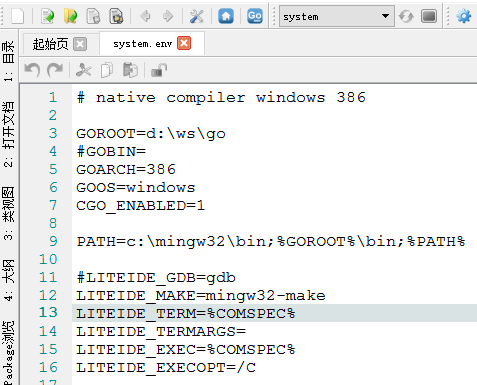 Go
system
起始页
system.env
1: 目录
2: 打开文档
3: 类视图
4: 大纲
Package浏览
1 # native compiler windows 386
2
3 GOROOT=d:\ws\go
4 #GOBIN=
5 GOARCH=386
6 GOOS=windows
7 CGO_ENABLED=1
8
9 PATH=c:\mingw32\bin;%GOROOT%\bin;%PATH%
10
11 #LITEIDE_GDB=gdb
12 LITEIDE_MAKE=mingw32-make
13 LITEIDE_TERM=%COMSPEC%
14 LITEIDE_TERMARGS=
15 LITEIDE_EXEC=%COMSPEC%
16 LITEIDE_EXECOPT=/C
17